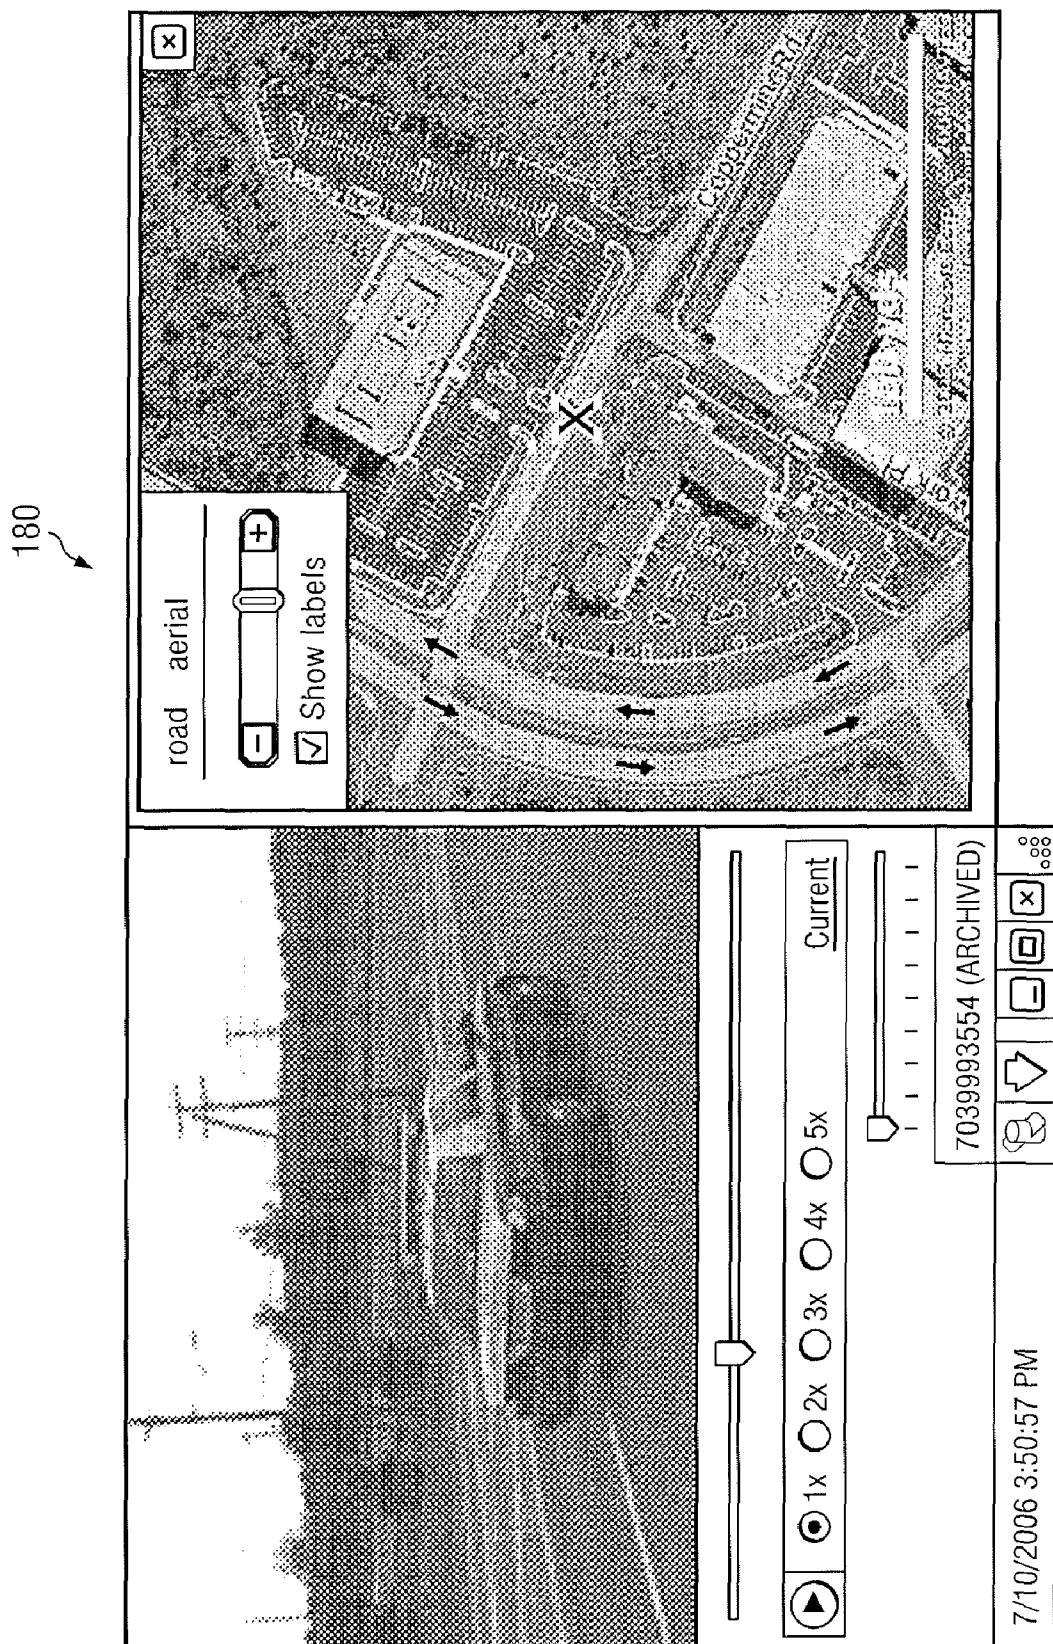 180
road aerial
Show labels
CoppermineRd
X
1x 2x 3x 4x 5x
Current
7039993554 (ARCHIVED)
7/10/2006 3:50:57 PM